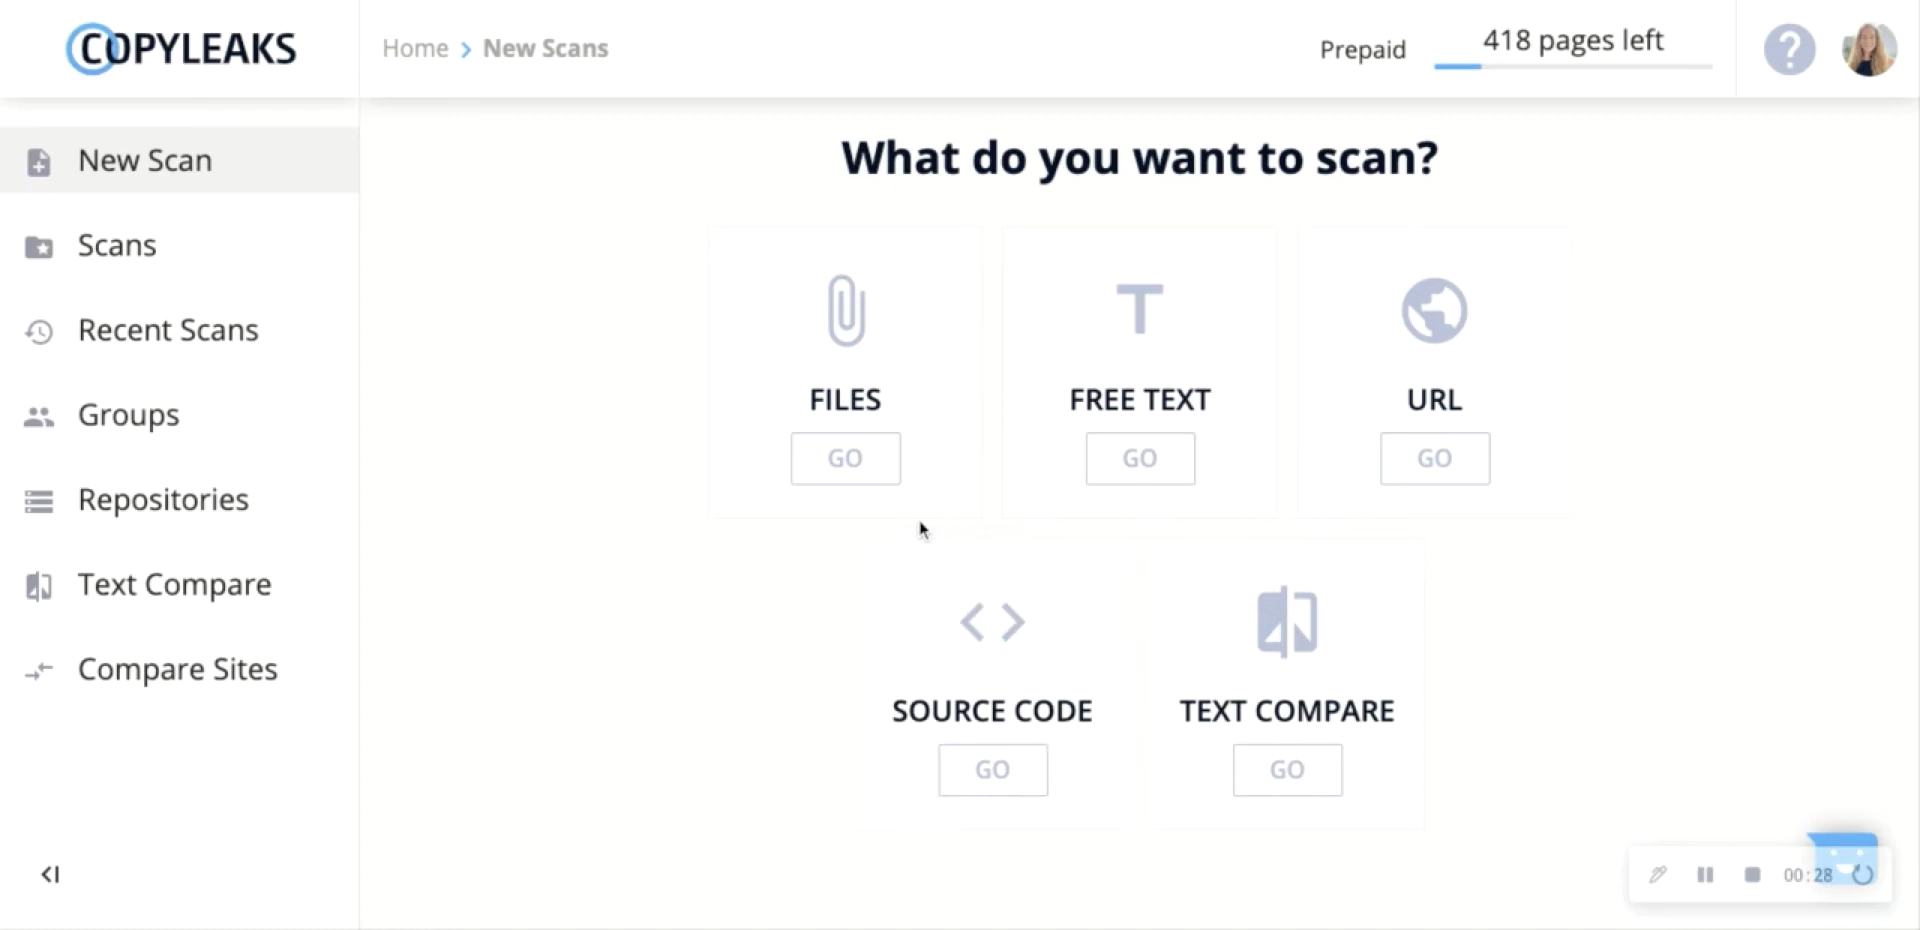 COPYLEAKS
Home > New Scans
Prepaid
418 pages left
?
New Scan
Scans
Recent Scans
Groups
Repositories
Text Compare
Compare Sites
What do you want to scan?
FILES
GO
FREE TEXT
GO
URL
GO
SOURCE CODE
GO
TEXT COMPARE
GO
00:28